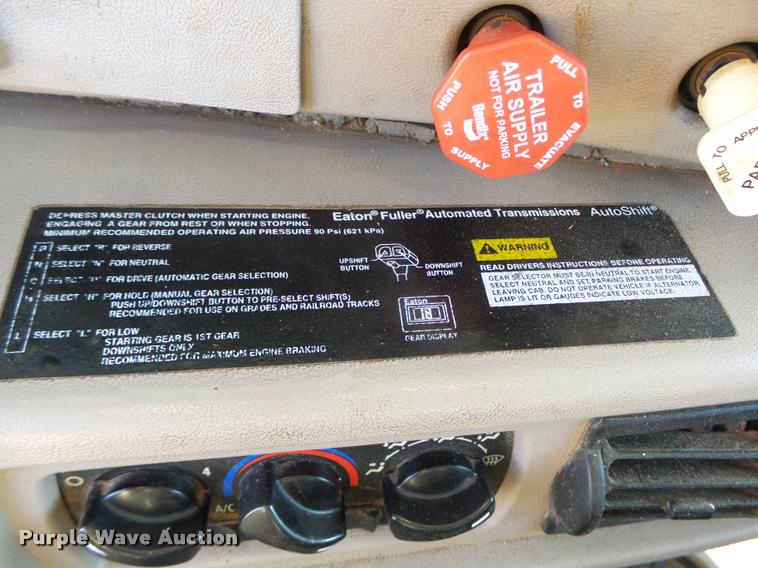 PULL TO EVACUATE
TRAILER
AIR SUPPLY
NOT FOR PARKING
Bendix
PUSH TO SUPPLY
PULL TO
DEPRESS MASTER CLUTCH WHEN STARTING ENGINE.
ENGAGING A GEAR FROM REST OR WHEN STOPPING.
MINIMUM RECOMMENDED OPERATING AIR PRESSURE 90 Psi (621 kPa)
Eaton® Fuller® Automated Transmissions AutoShift®
R SELECT "R" FOR REVERSE
N SELECT "N" FOR NEUTRAL
SELECT "D" FOR DRIVE (AUTOMATIC GEAR SELECTION)
H SELECT "H" FOR HOLD (MANUAL GEAR SELECTION)
PUSH UP/DOWNSHIFT BUTTON TO PRE-SELECT SHIFT(S)
RECOMMENDED FOR USE ON GRADES AND RAILROAD TRACKS
L SELECT "L" FOR LOW
STARTING GEAR IS 1ST GEAR
DOWNSHIFTS ONLY
RECOMMENDED FOR MAXIMUM ENGINE BRAKING
UPSHIFT
BUTTON
DOWNSHIFT
BUTTON
Eaton
GEAR DISPLAY
WARNING
READ DRIVERS INSTRUCTIONS BEFORE OPERATING
GEAR SELECTOR MUST BE IN NEUTRAL TO START ENGINE.
SELECT NEUTRAL AND SET PARKING BRAKES BEFORE
LEAVING CAB. DO NOT OPERATE VEHICLE IF ALTERNATOR
LAMP IS LIT OR GAUGES INDICATE LOW VOLTAGE.
4
A/C
Purple Wave Auction